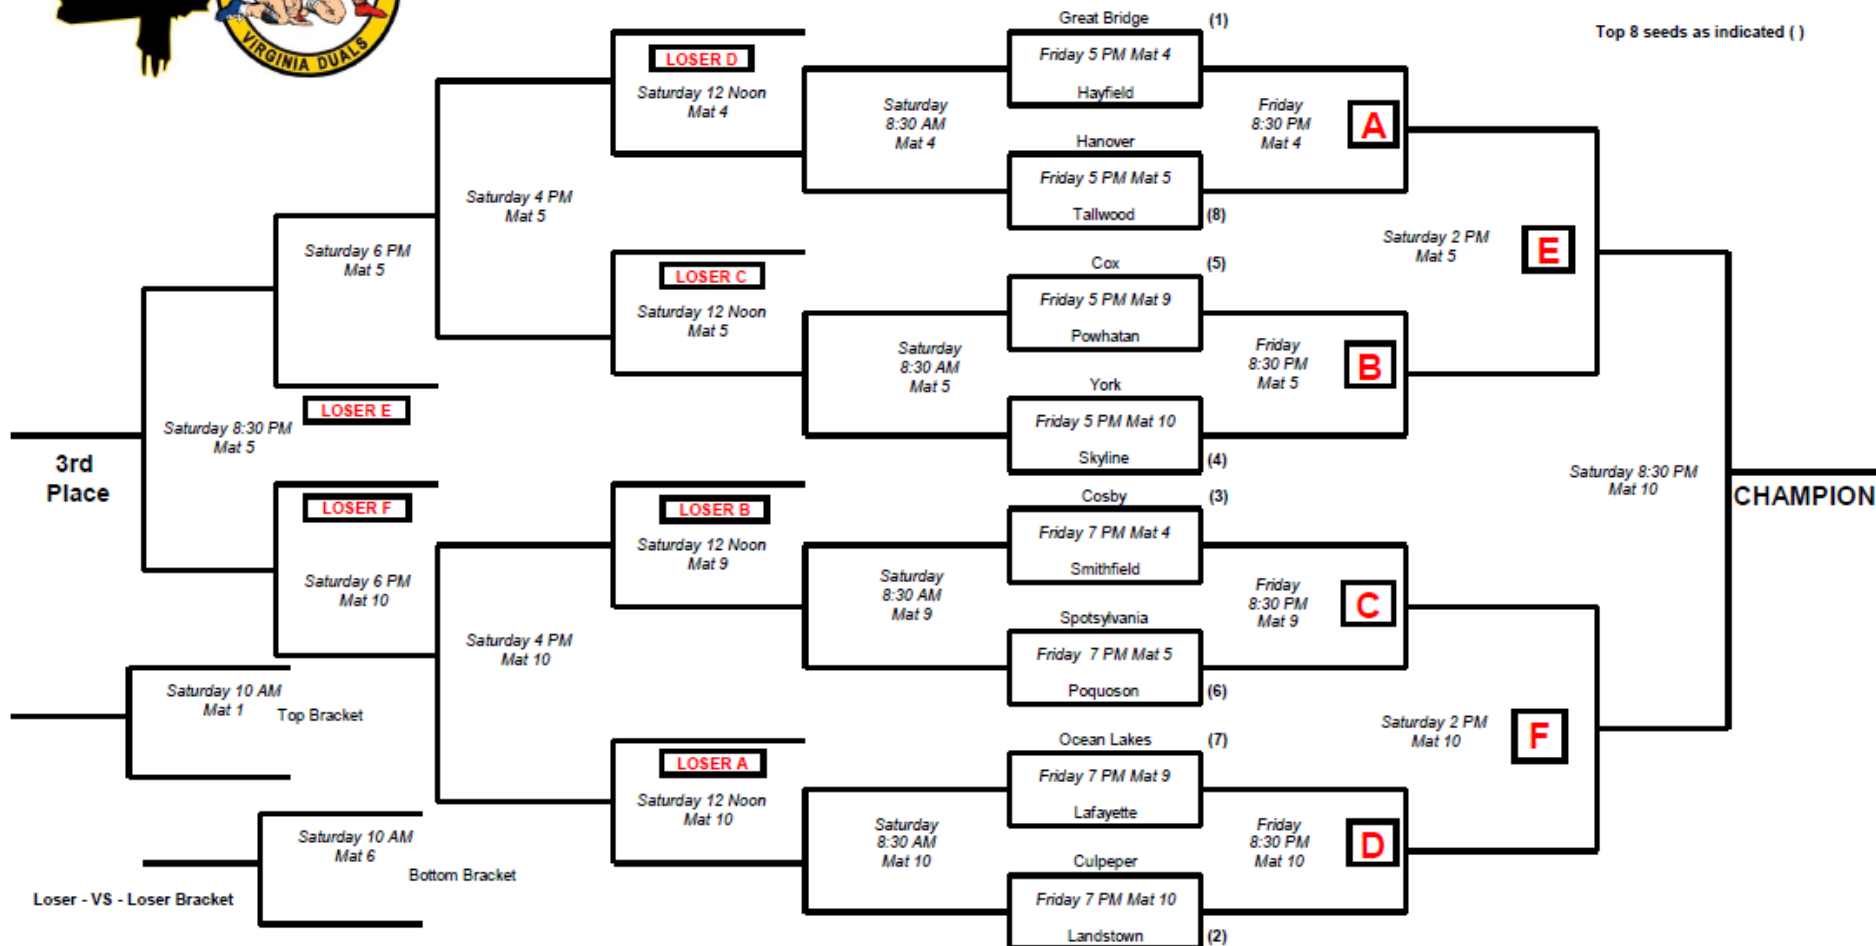 VIRGINIA DUALS
Top 8 seeds as indicated ( )
Great Bridge (1)
Friday 5 PM Mat 4
Hayfield
Hanover
Friday 5 PM Mat 5
Tallwood (8)
Cox (5)
Friday 5 PM Mat 9
Powhatan
York
Friday 5 PM Mat 10
Skyline (4)
Cosby (3)
Friday 7 PM Mat 4
Smithfield
Spotsylvania
Friday 7 PM Mat 5
Poquoson (6)
Ocean Lakes (7)
Friday 7 PM Mat 9
Lafayette
Culpeper
Friday 7 PM Mat 10
Landstown (2)
Friday
8:30 PM
Mat 4
A
Friday
8:30 PM
Mat 5
B
Friday
8:30 PM
Mat 9
C
Friday
8:30 PM
Mat 10
D
Saturday 2 PM
Mat 5
E
Saturday 2 PM
Mat 10
F
Saturday 8:30 PM
Mat 10
CHAMPION
Saturday
8:30 AM
Mat 4
Saturday
8:30 AM
Mat 5
Saturday
8:30 AM
Mat 9
Saturday
8:30 AM
Mat 10
LOSER D
Saturday 12 Noon
Mat 4
LOSER C
Saturday 12 Noon
Mat 5
LOSER B
Saturday 12 Noon
Mat 9
LOSER A
Saturday 12 Noon
Mat 10
Saturday 4 PM
Mat 5
Saturday 4 PM
Mat 10
Saturday 6 PM
Mat 5
LOSER E
LOSER F
Saturday 6 PM
Mat 10
Saturday 8:30 PM
Mat 5
3rd
Place
Saturday 10 AM
Mat 1
Top Bracket
Saturday 10 AM
Mat 6
Bottom Bracket
Loser - VS - Loser Bracket